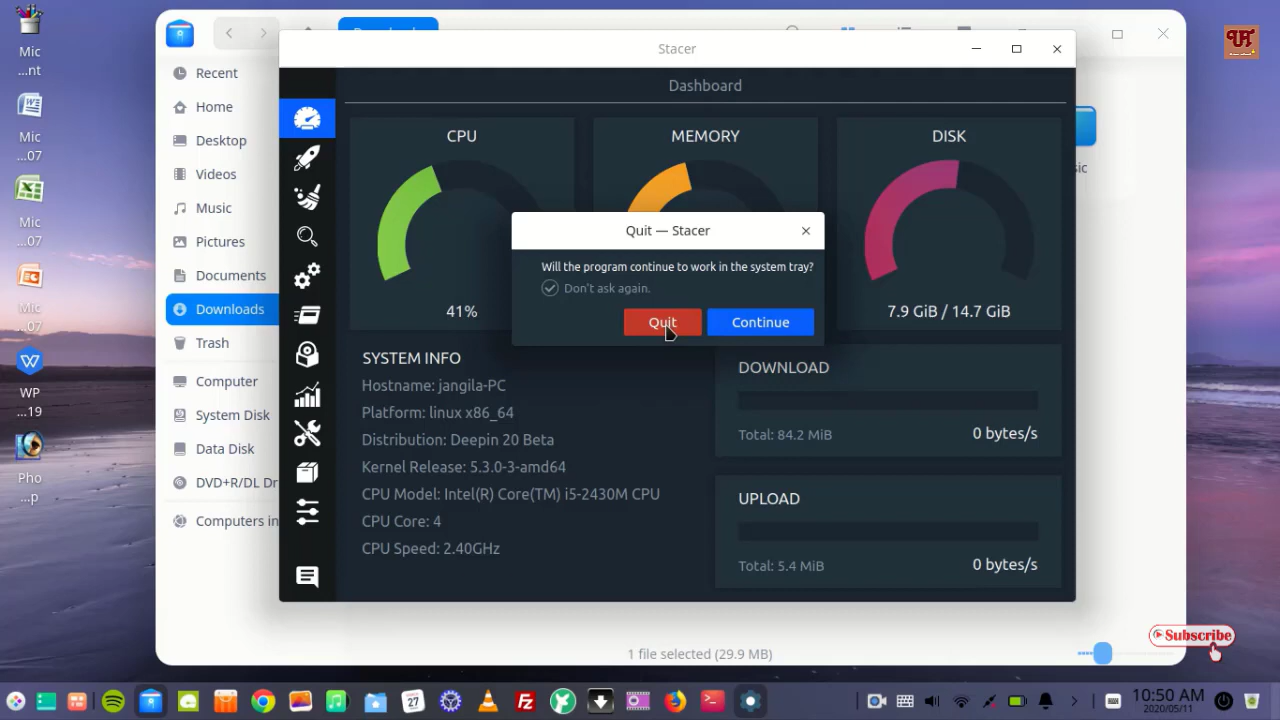 Mic
...nt
Mic
...07
Mic
...07
Mic
...07
WP
...19
Pho
...p
Recent
Home
Desktop
Videos
Music
Pictures
Documents
Downloads
Trash
Computer
System Disk
Data Disk
DVD+R/DL Dr
Computers in
sic
1 file selected (29.9 MB)
Stacer
Dashboard
CPU
MEMORY
DISK
41%
7.9 GiB / 14.7 GiB
Quit — Stacer
Will the program continue to work in the system tray?
Don't ask again.
Quit
Continue
SYSTEM INFO
Hostname: jangila-PC
Platform: linux x86_64
Distribution: Deepin 20 Beta
Kernel Release: 5.3.0-3-amd64
CPU Model: Intel(R) Core(TM) i5-2430M CPU
CPU Core: 4
CPU Speed: 2.40GHz
DOWNLOAD
Total: 84.2 MiB
0 bytes/s
UPLOAD
Total: 5.4 MiB
0 bytes/s
Subscribe
27
10:50 AM
2020/05/11